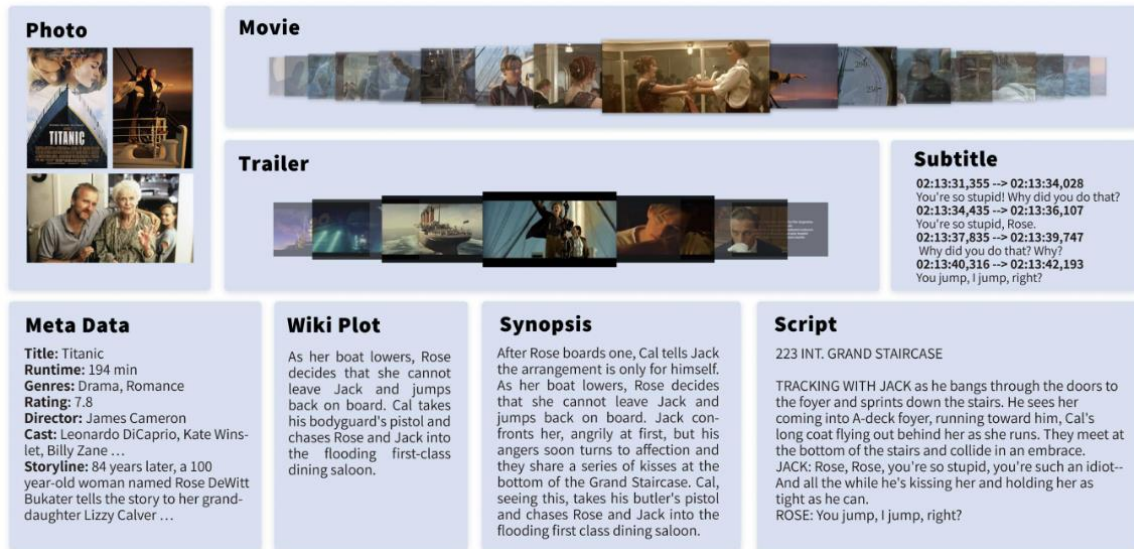 Photo
TITANIC
Movie
Trailer
Subtitle
02:13:31,355 --> 02:13:34,028
You're so stupid! Why did you do that?
02:13:34,435 --> 02:13:36,107
You're so stupid, Rose.
02:13:37,835 --> 02:13:39,747
Why did you do that? Why?
02:13:40,316 --> 02:13:42,193
You jump, I jump, right?
Meta Data
Title: Titanic
Runtime: 194 min
Genres: Drama, Romance
Rating: 7.8
Director: James Cameron
Cast: Leonardo DiCaprio, Kate Wins-
let, Billy Zane ...
Storyline: 84 years later, a 100
year-old woman named Rose DeWitt
Bukater tells the story to her grand-
daughter Lizzy Calver ...
Wiki Plot
As her boat lowers, Rose
decides that she cannot
leave Jack and jumps
back on board. Cal takes
his bodyguard's pistol and
chases Rose and Jack into
the flooding first-class
dining saloon.
Synopsis
After Rose boards one, Cal tells Jack
the arrangement is only for himself.
As her boat lowers, Rose decides
that she cannot leave Jack and
jumps back on board. Jack con-
fronts her, angrily at first, but his
angers soon turns to affection and
they share a series of kisses at the
bottom of the Grand Staircase. Cal,
seeing this, takes his butler's pistol
and chases Rose and Jack into the
flooding first class dining saloon.
Script
223 INT. GRAND STAIRCASE
TRACKING WITH JACK as he bangs through the doors to
the foyer and sprints down the stairs. He sees her
coming into A-deck foyer, running toward him, Cal's
long coat flying out behind her as she runs. They meet at
the bottom of the stairs and collide in an embrace.
JACK: Rose, Rose, you're so stupid, you're such an idiot--
And all the while he's kissing her and holding her as
tight as he can.
ROSE: You jump, I jump, right?